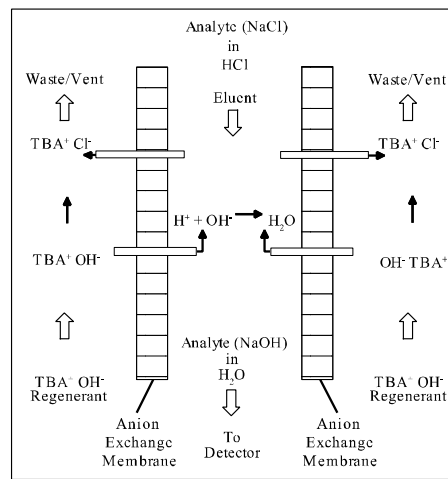 Analyte (NaCl)
in
HCl
Waste/Vent
Eluent
Waste/Vent
TBA⁺ Cl⁻
TBA⁺ Cl⁻
H⁺ + OH⁻
H₂O
TBA⁺ OH⁻
OH⁻ TBA⁺
Analyte (NaOH)
in
H₂O
TBA⁺ OH⁻
Regenerant
TBA⁺ OH⁻
Regenerant
Anion
Exchange
Membrane
To
Detector
Anion
Exchange
Membrane